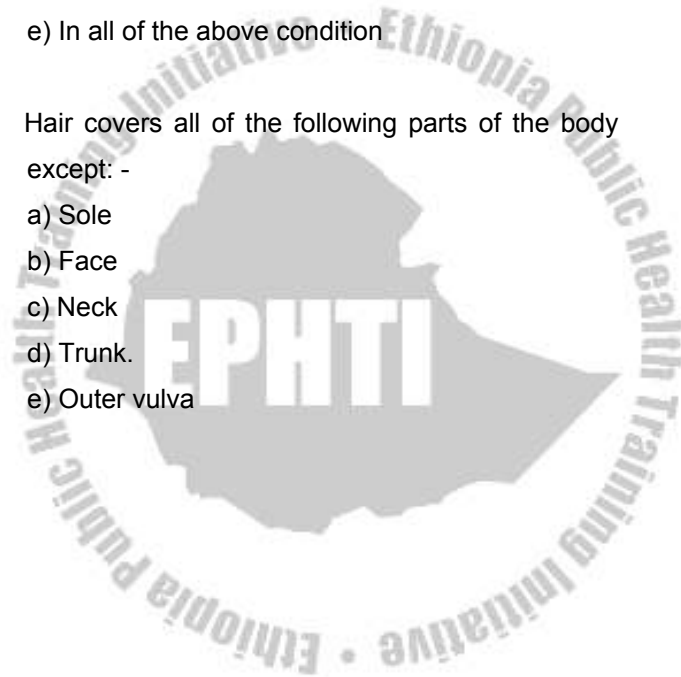 e) In all of the above condition
Hair covers all of the following parts of the body
except: -
a) Sole
b) Face
c) Neck
d) Trunk.
e) Outer vulva
EPHTI
Ethiopia Public Health Training Initiative • Ethiopia Public Health Training Initiative